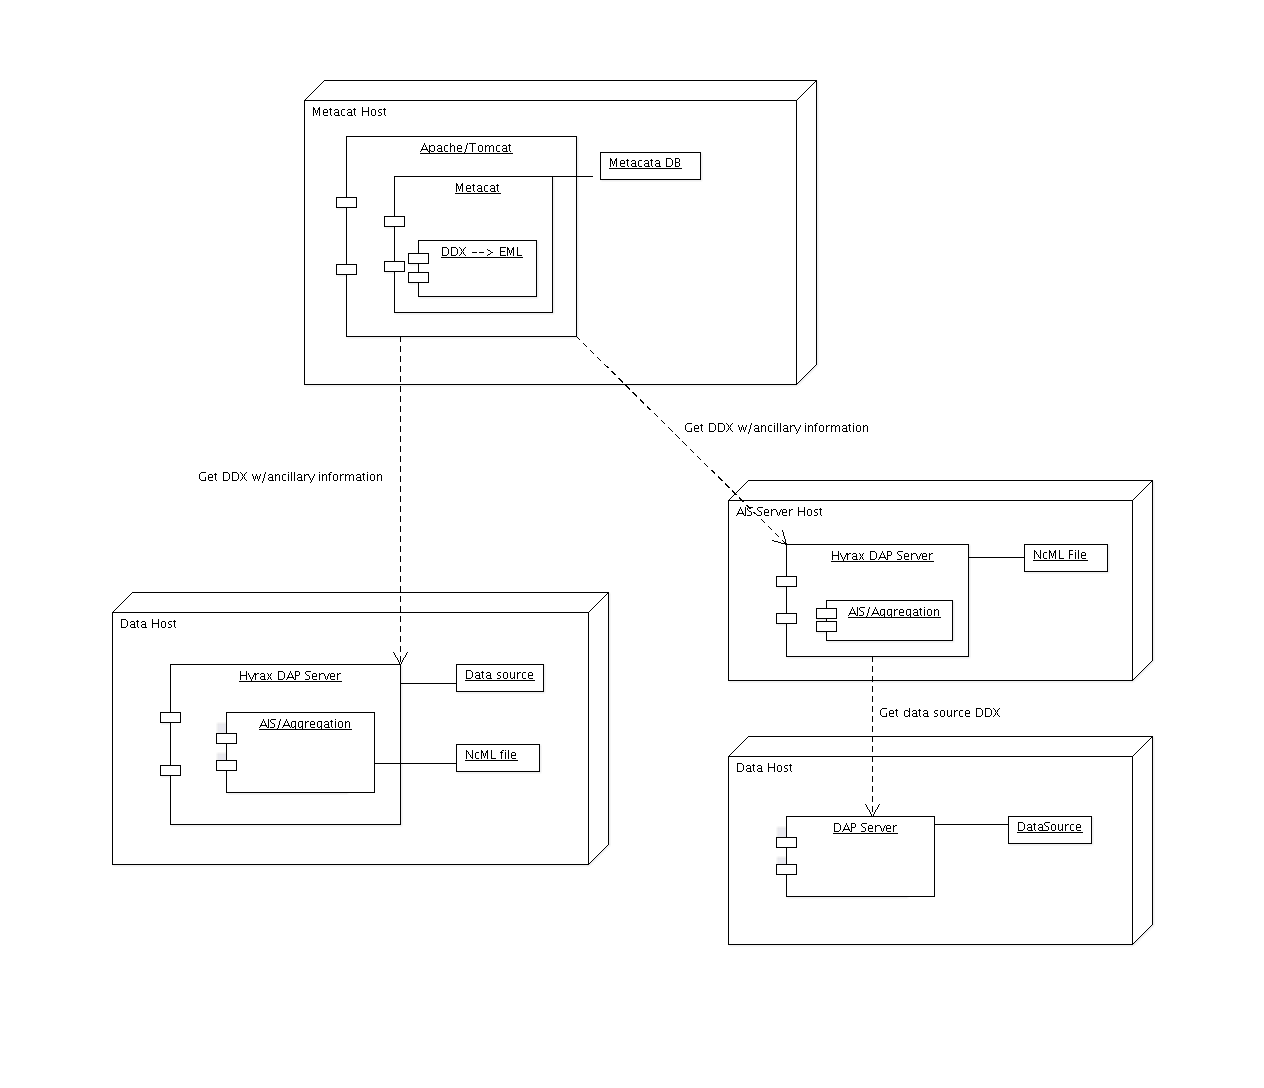 Metacat Host
Apache/Tomcat
Metacata DB
Metacat
DDX --> EML
Get DDX w/ancillary information
Get DDX w/ancillary information
AIS Server Host
Hyrax DAP Server
NcML File
AIS/Aggregation
Data Host
Hyrax DAP Server
Data source
AIS/Aggregation
NcML file
Get data source DDX
Data Host
DAP Server
DataSource